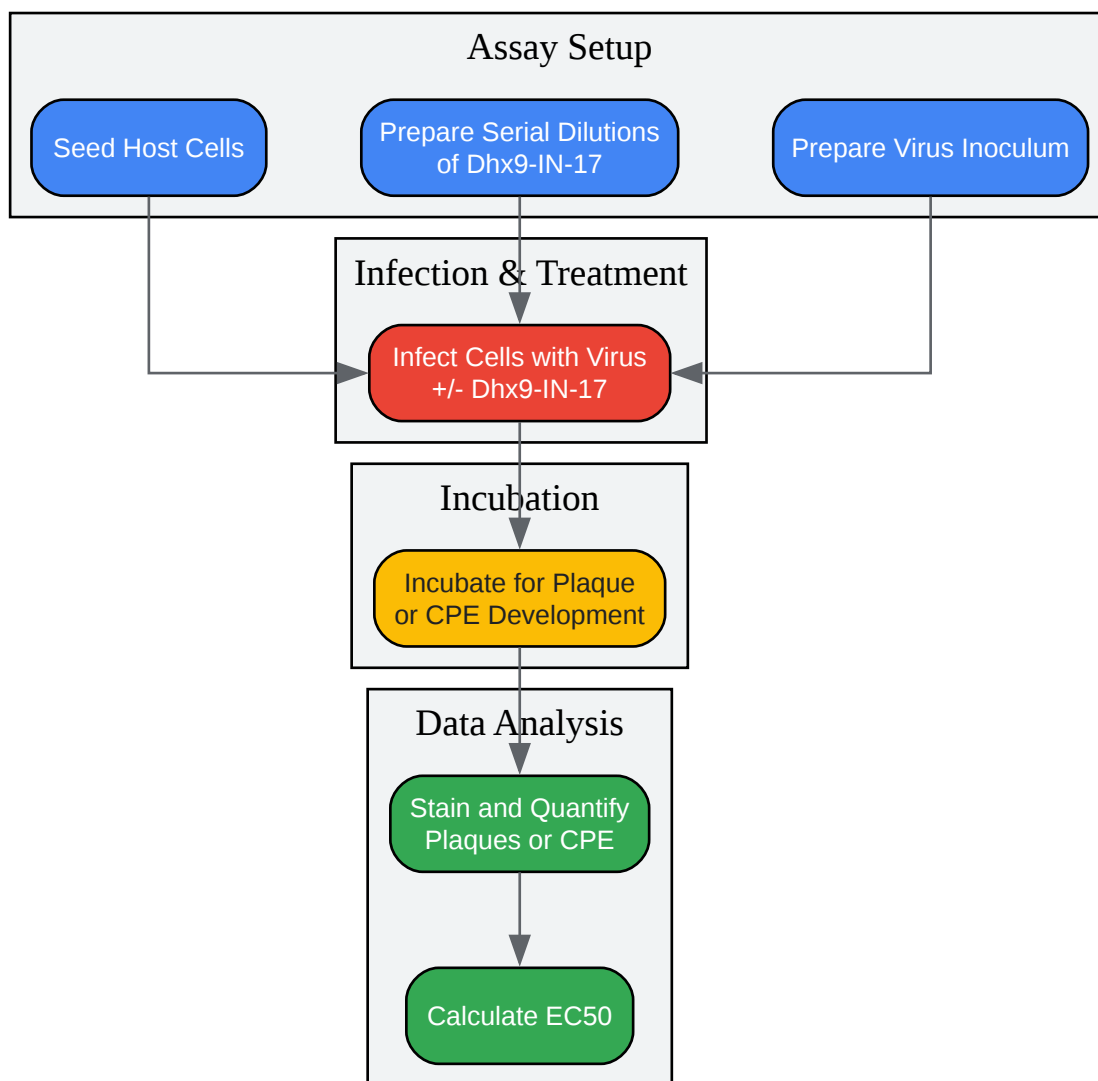 Assay Setup
Seed Host Cells
Prepare Serial Dilutions
of Dhx9-IN-17
Prepare Virus Inoculum
Infection & Treatment
Infect Cells with Virus
+/- Dhx9-IN-17
Incubation
Incubate for Plaque
or CPE Development
Data Analysis
Stain and Quantify
Plaques or CPE
Calculate EC50